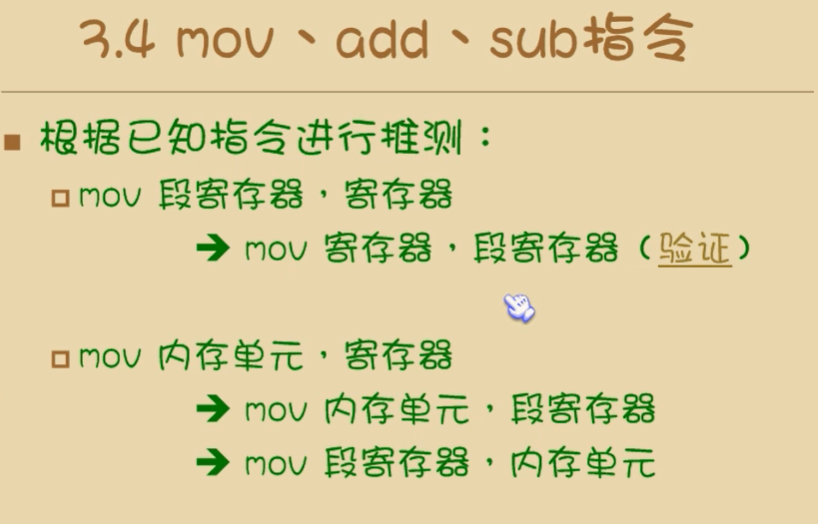 3.4 mov、add、sub指令
根据已知指令进行推测：
mov 段寄存器，寄存器
→ mov 寄存器，段寄存器（验证）
mov 内存单元，寄存器
→ mov 内存单元，段寄存器
→ mov 段寄存器，内存单元